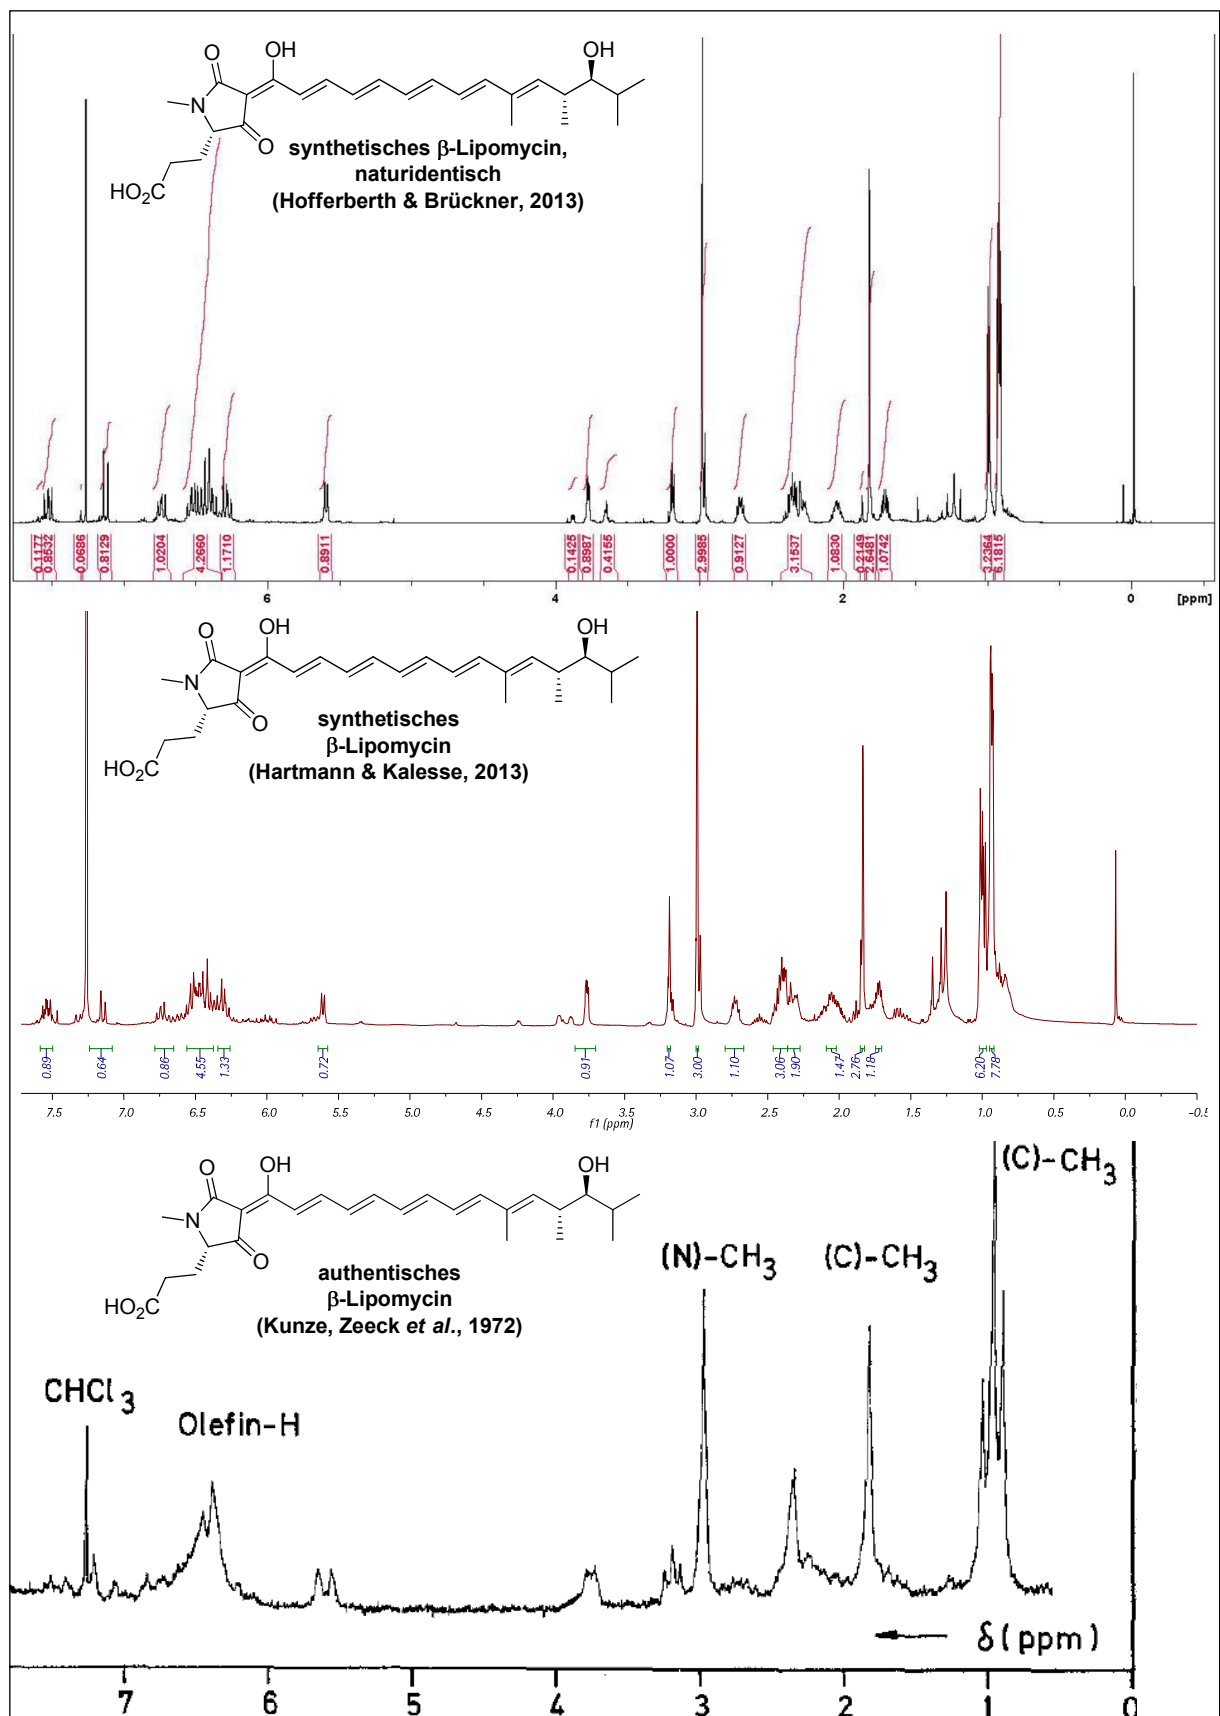 O
OH
OH
N
O
HO2C
synthetisches β-Lipomycin,
naturidentisch
(Hofferberth & Brückner, 2013)
0.1177
0.8532
0.0686
0.8129
1.0204
4.2660
1.1710
0.8911
0.1425
0.8987
0.4155
1.0000
2.9985
0.9127
3.1537
1.0830
0.2149
2.6481
1.0742
3.2364
6.1815
6 4 2 0 [ppm]
O
OH
OH
N
O
HO2C
synthetisches
β-Lipomycin
(Hartmann & Kalesse, 2013)
0.89
0.64
0.86
4.55
1.33
0.72
0.91
1.07
3.00
1.10
3.06
1.90
1.47
2.76
1.18
6.20
7.78
7.5 7.0 6.5 6.0 5.5 5.0 4.5 4.0 3.5 3.0 2.5 2.0 1.5 1.0 0.5 0.0 -0.5
f1 (ppm)
O
OH
OH
N
O
HO2C
authentisches
β-Lipomycin
(Kunze, Zeeck et al., 1972)
(C)-CH3
(N)-CH3
(C)-CH3
CHCl3
Olefin-H
δ(ppm)
7 6 5 4 3 2 1 0